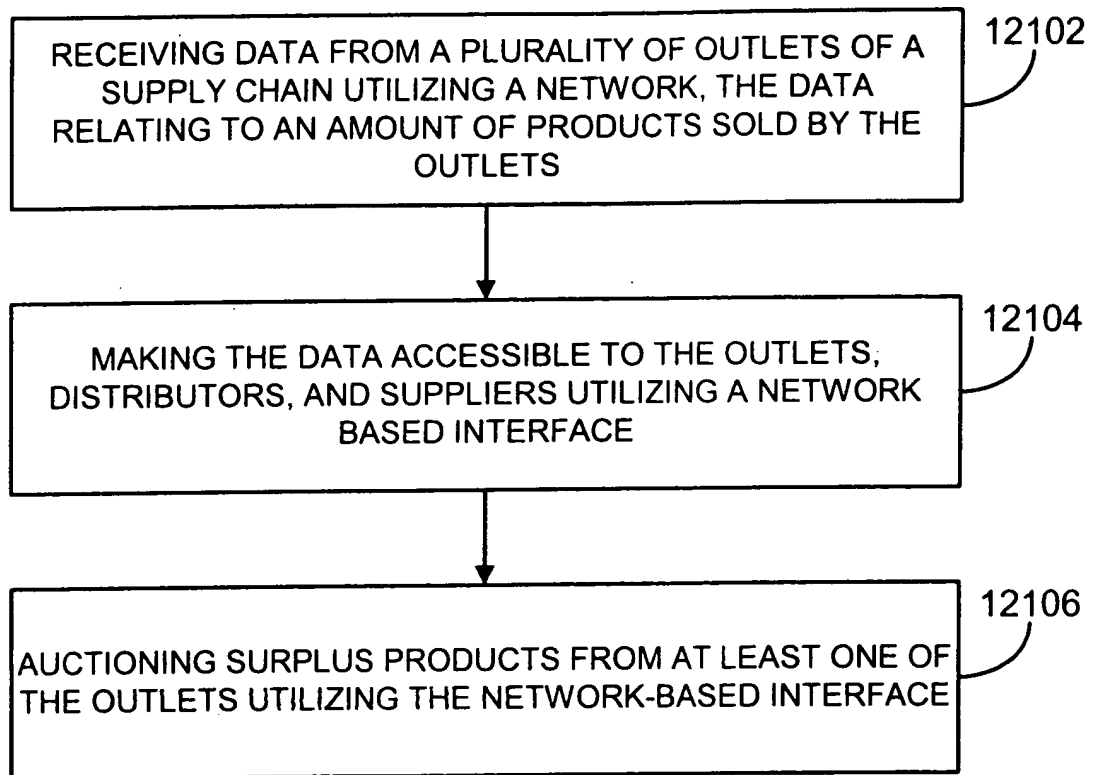 RECEIVING DATA FROM A PLURALITY OF OUTLETS OF A
SUPPLY CHAIN UTILIZING A NETWORK, THE DATA
RELATING TO AN AMOUNT OF PRODUCTS SOLD BY THE
OUTLETS
12102
MAKING THE DATA ACCESSIBLE TO THE OUTLETS,
DISTRIBUTORS, AND SUPPLIERS UTILIZING A NETWORK
BASED INTERFACE
12104
AUCTIONING SURPLUS PRODUCTS FROM AT LEAST ONE OF
THE OUTLETS UTILIZING THE NETWORK-BASED INTERFACE
12106